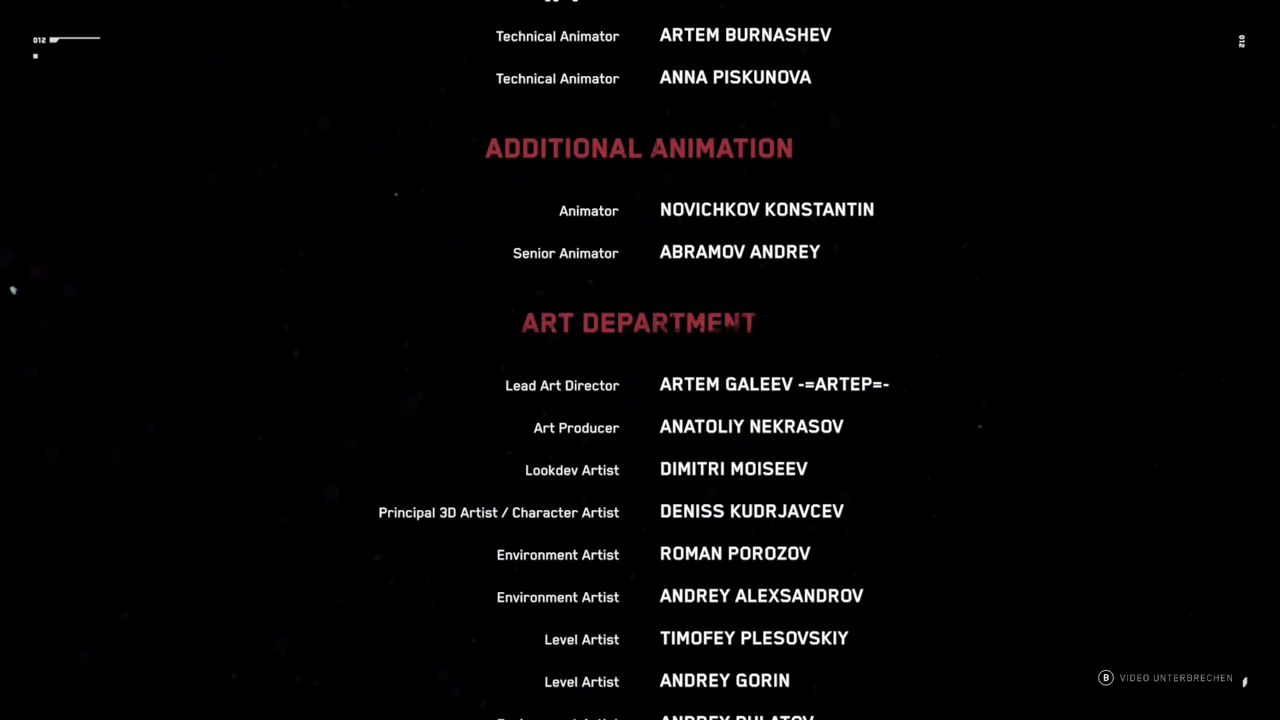 012
012
Technical Animator ARTEM BURNASHEV
Technical Animator ANNA PISKUNOVA
ADDITIONAL ANIMATION
Animator NOVICHKOV KONSTANTIN
Senior Animator ABRAMOV ANDREY
ART DEPARTMENT
Lead Art Director ARTEM GALEEV -=ARTEP=-
Art Producer ANATOLIY NEKRASOV
Lookdev Artist DIMITRI MOISEEV
Principal 3D Artist / Character Artist DENISS KUDRJAVCEV
Environment Artist ROMAN POROZOV
Environment Artist ANDREY ALEXSANDROV
Level Artist TIMOFEY PLESOVSKIY
Level Artist ANDREY GORIN
B VIDEO UNTERBRECHEN